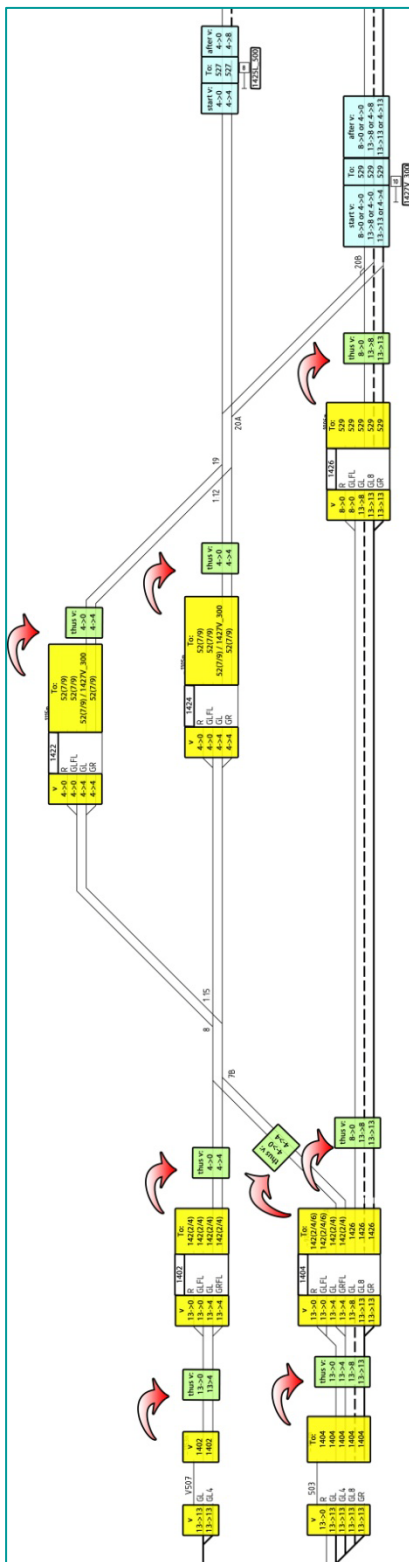 v
4->0
4->0
4->4
4->4
1422
R
GLFL
GL
GR
To:
52(7/9)
52(7/9)
52(7/9) / 1427V_300
52(7/9)
thus v:
4->0
4->4
V507
v
13->13
13->13
GL
GL4
v
1402
1402
thus v:
13->0
13->4
v
13->0
13->0
13->4
13->4
1402
R
GLFL
GL
GRFL
To:
142(2/4)
142(2/4)
142(2/4)
142(2/4)
thus v:
4->0
4->4
8
1:15
7B
v
4->0
4->0
4->4
4->4
1424
R
GLFL
GL
GR
To:
52(7/9)
52(7/9)
52(7/9) / 1427V_300
52(7/9)
thus v:
4->0
4->4
19
1:12
20A
start v:
4->0
4->4
To:
527
527
after v:
4->0
4->8
1425L_500
503
v
13->0
13->13
13->13
13->13
13->13
R
GL
GL4
GL8
GR
To:
1404
1404
1404
1404
1404
thus v:
13->0
13->4
13->8
13->13
v
13->0
13->0
13->4
13->4
13->8
13->13
13->13
1404
R
GLFL
GL
GRFL
GL
GL8
GR
To:
142(2/4)
142(2/4/6)
142(2/4)
142(2/4)
1426
1426
1426
thus v:
4->0
4->4
thus v:
8->0
13->8
13->13
v
8->0
8->0
13->8
13->13
13->13
1426
R
GLFL
GL
GL8
GR
To:
529
529
529
529
529
thus v:
8->0
13->8
13->13
20B
start v:
8->0 or 4->0
13->8 or 4->0
13->13 or 4->4
To:
529
529
529
after v:
8->0 or 4->0
13->8 or 4->8
13->13 or 4->13
1427V_300